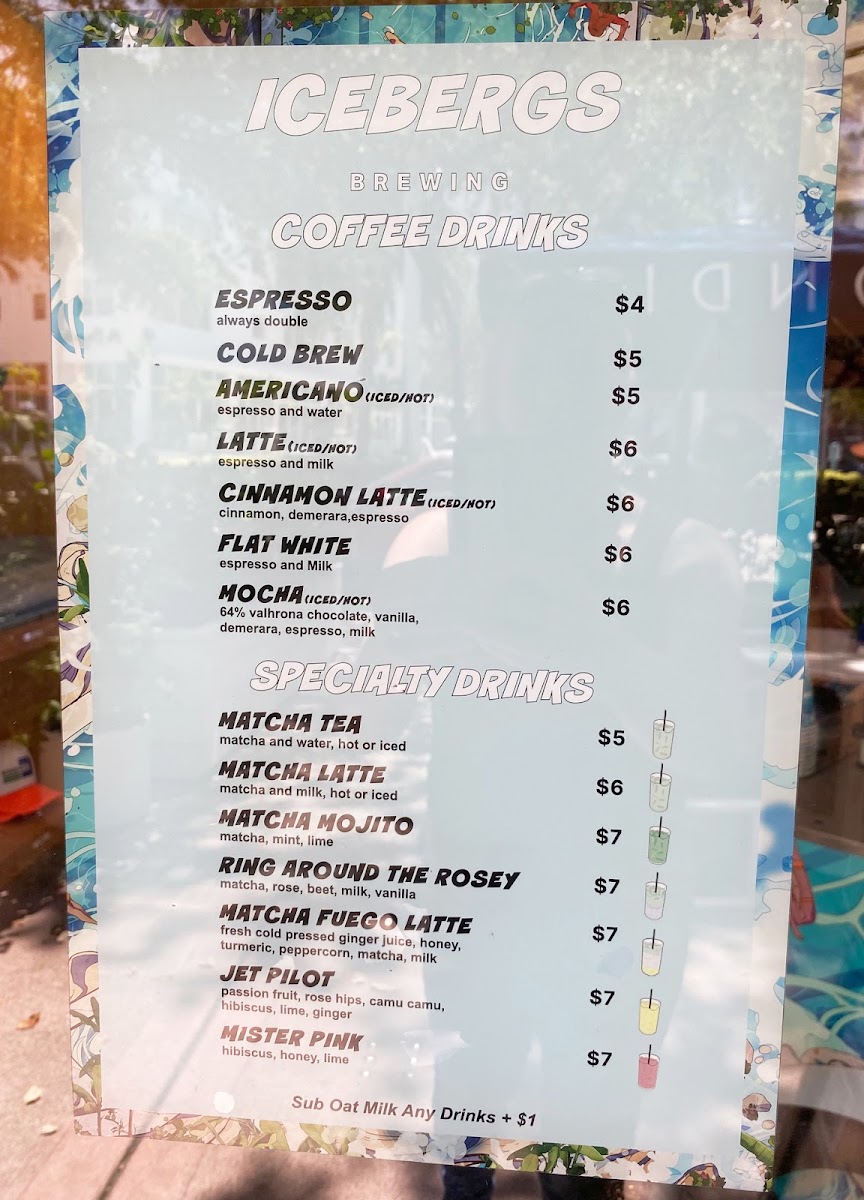 ICEBERGS
BREWING
COFFEE DRINKS
ESPRESSO $4
always double
COLD BREW $5
AMERICANO (ICED/HOT) $5
espresso and water
LATTE (ICED/HOT) $6
espresso and milk
CINNAMON LATTE (ICED/HOT) $6
cinnamon, demerara,espresso
FLAT WHITE $6
espresso and Milk
MOCHA (ICED/HOT) $6
64% valhrona chocolate, vanilla,
demerara, espresso, milk
SPECIALTY DRINKS
MATCHA TEA $5
matcha and water, hot or iced
MATCHA LATTE $6
matcha and milk, hot or iced
MATCHA MOJITO $7
matcha, mint, lime
RING AROUND THE ROSEY $7
matcha, rose, beet, milk, vanilla
MATCHA FUEGO LATTE $7
fresh cold pressed ginger juice, honey,
turmeric, peppercorn, matcha, milk
JET PILOT $7
passion fruit, rose hips, camu camu,
hibiscus, lime, ginger
MISTER PINK $7
hibiscus, honey, lime
Sub Oat Milk Any Drinks + $1